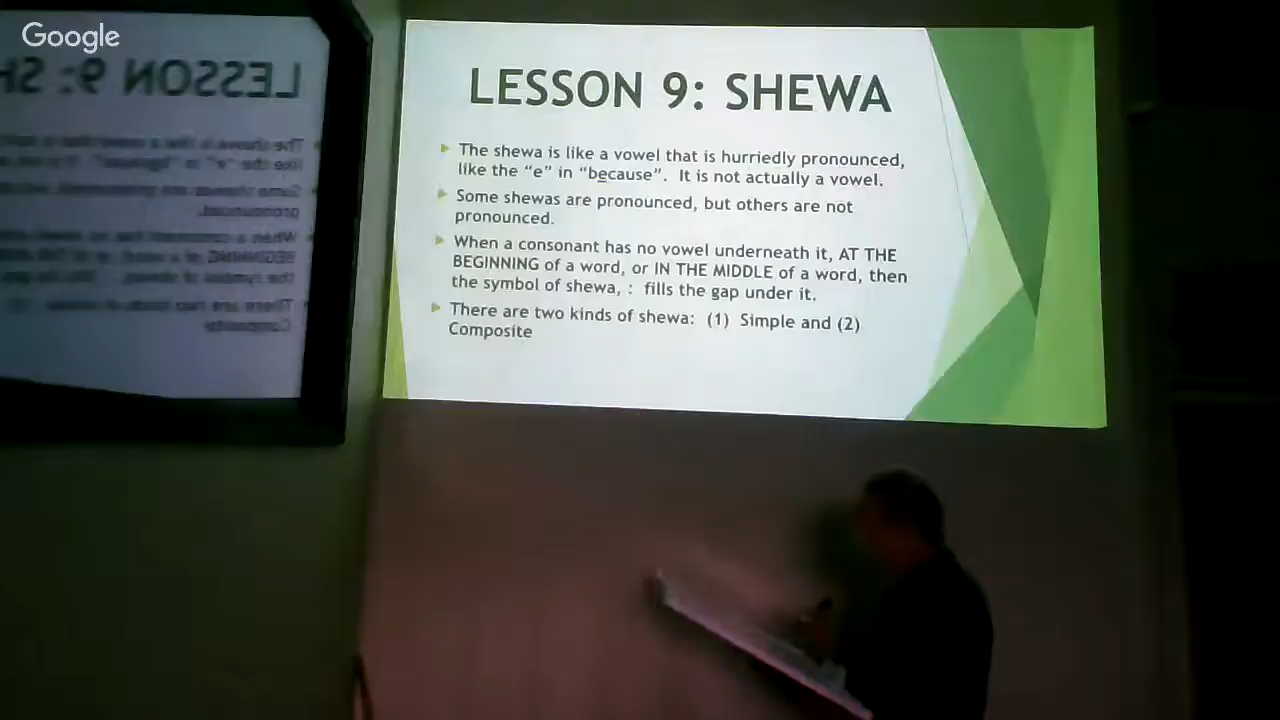 Google
LESSON 9: SHEWA
The shewa is like a vowel that is hurriedly pronounced,
like the “e” in “because”. It is not actually a vowel.
Some shewas are pronounced, but others are not
pronounced.
When a consonant has no vowel underneath it, AT THE
BEGINNING of a word, or IN THE MIDDLE of a word, then
the symbol of shewa, : fills the gap under it.
There are two kinds of shewa: (1) Simple and (2)
Composite
LESSON 9: SH